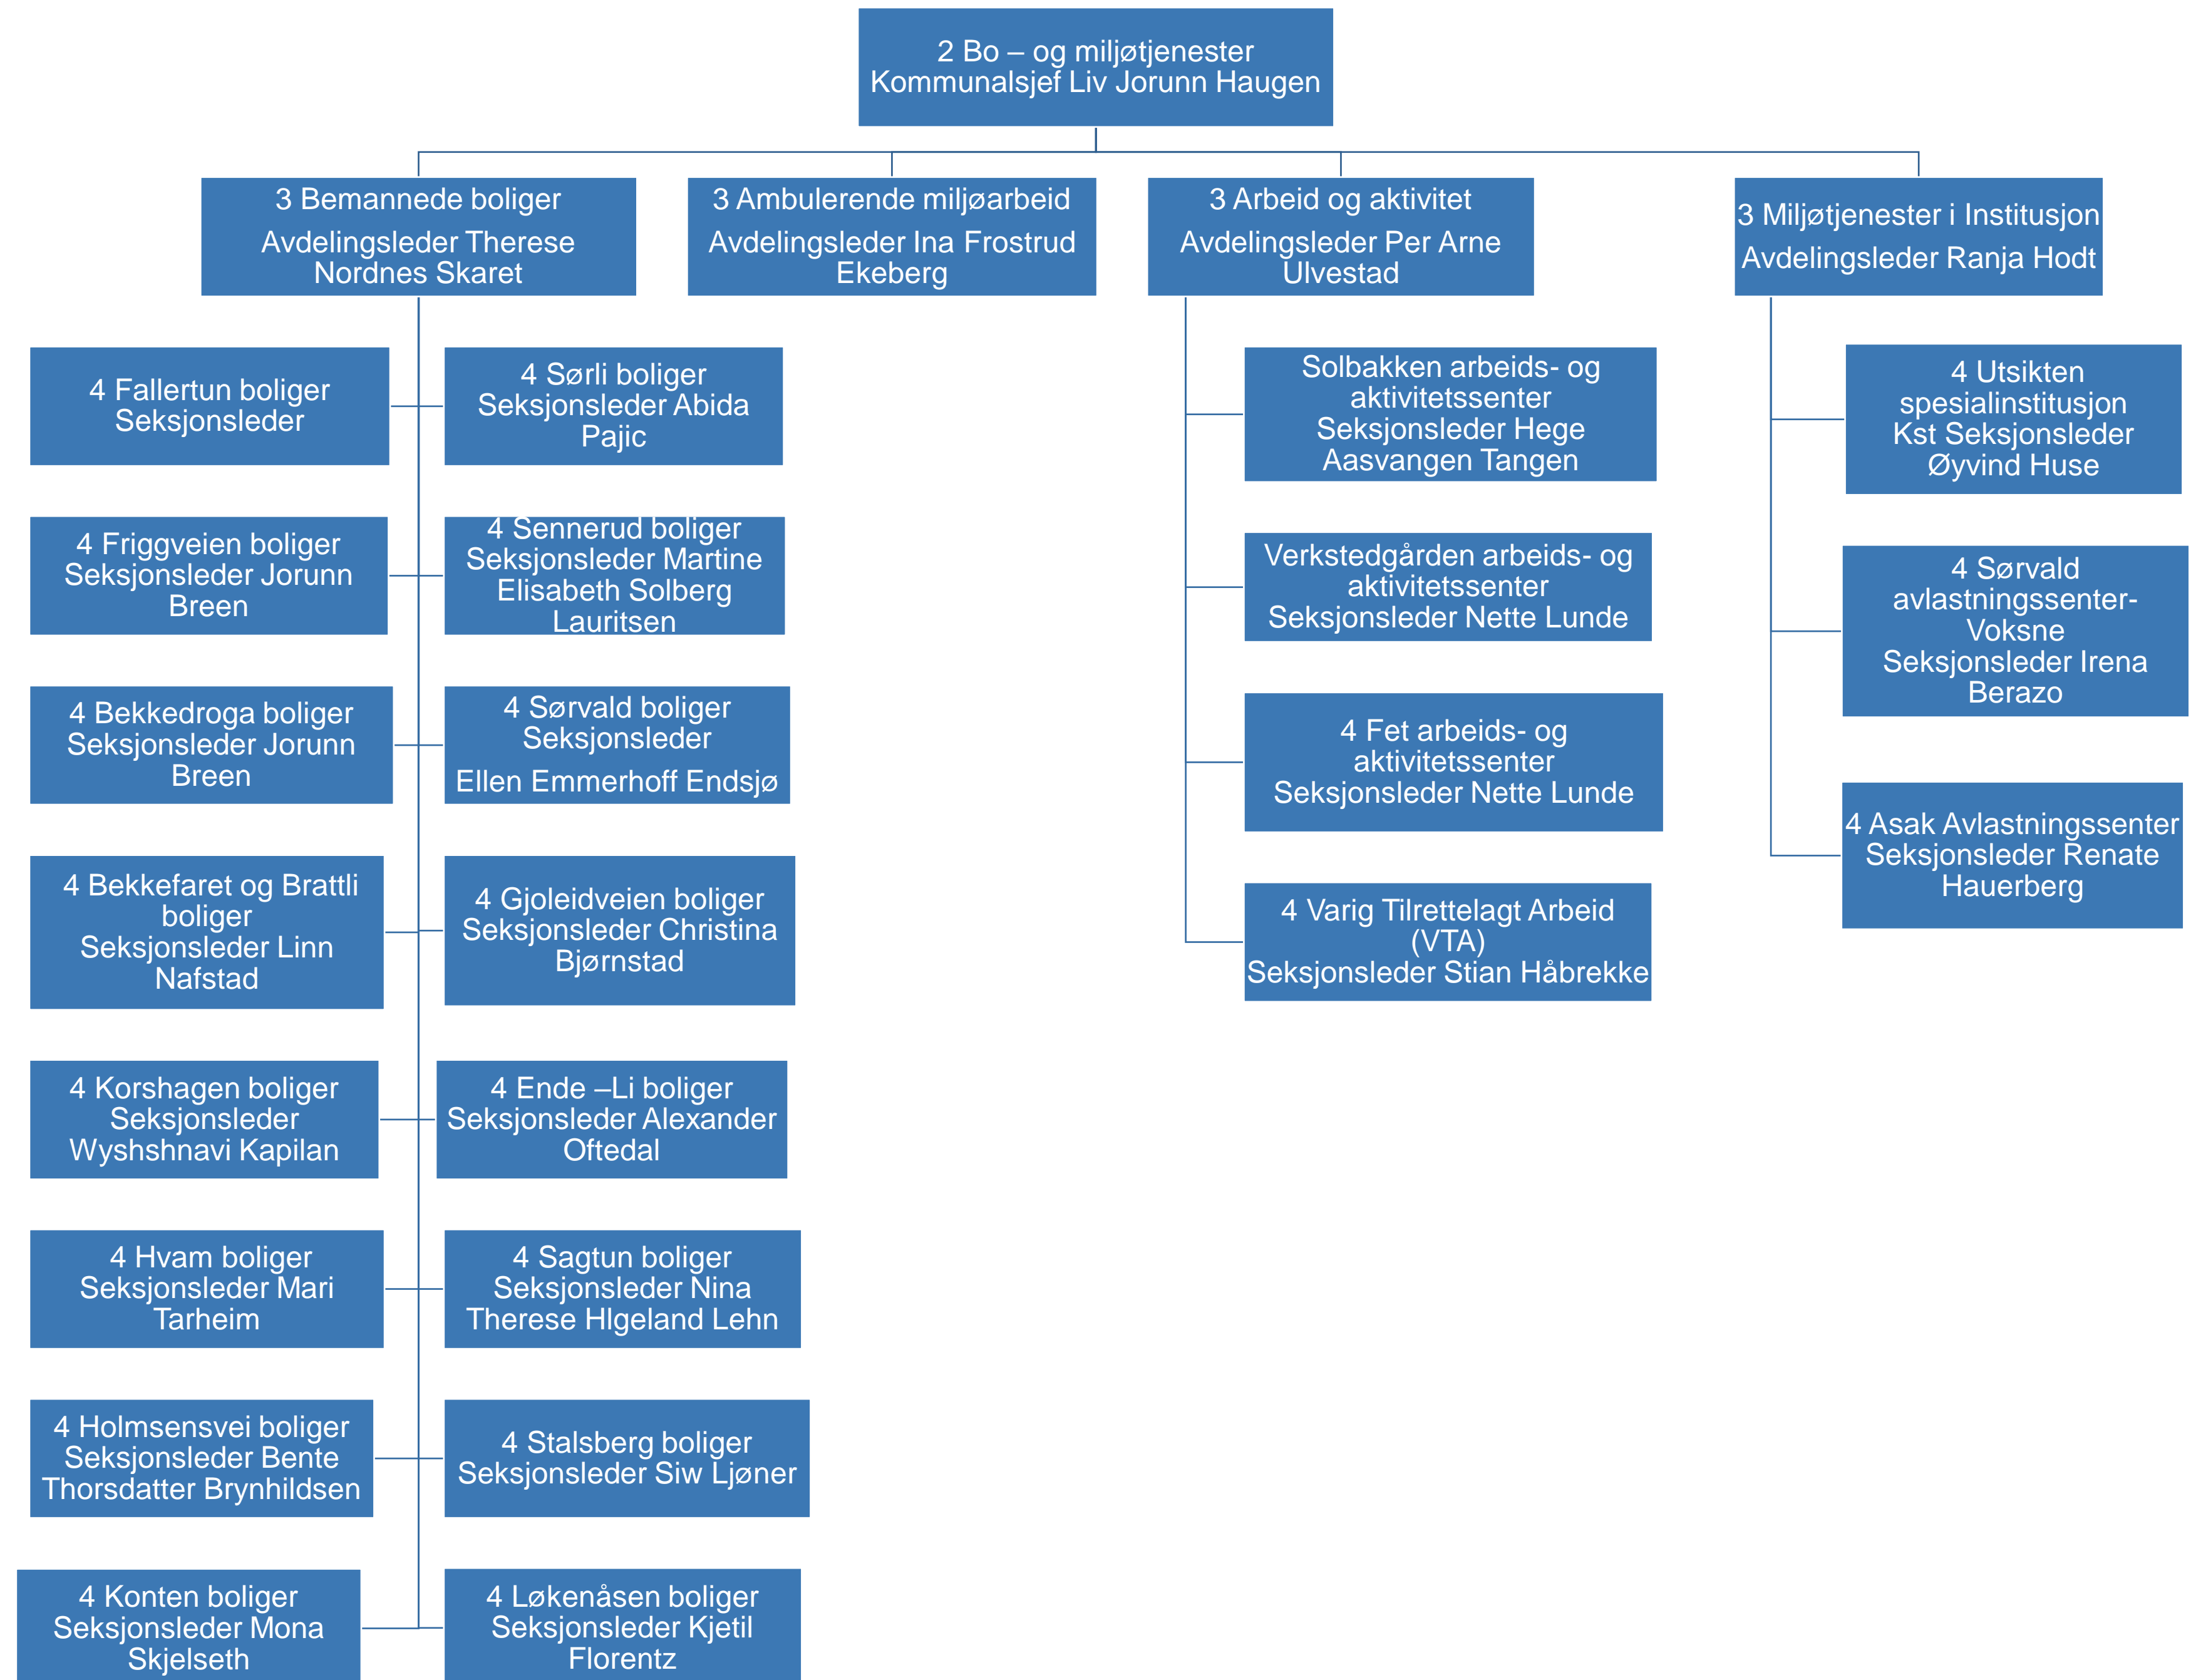 2 Bo – og miljøtjenester
Kommunalsjef Liv Jorunn Haugen
3 Bemannede boliger
Avdelingsleder Therese
Nordnes Skaret
3 Ambulerende miljøarbeid
Avdelingsleder Ina Frostrud
Ekeberg
3 Arbeid og aktivitet
Avdelingsleder Per Arne
Ulvestad
3 Miljøtjenester i Institusjon
Avdelingsleder Ranja Hodt
4 Fallertun boliger
Seksjonsleder
4 Sørli boliger
Seksjonsleder Abida
Pajic
4 Friggveien boliger
Seksjonsleder Jorunn
Breen
4 Sennerud boliger
Seksjonsleder Martine
Elisabeth Solberg
Lauritsen
4 Bekkedroga boliger
Seksjonsleder Jorunn
Breen
4 Sørvald boliger
Seksjonsleder
Ellen Emmerhoff Endsjø
4 Bekkefaret og Brattli
boliger
Seksjonsleder Linn
Nafstad
4 Gjoleidveien boliger
Seksjonsleder Christina
Bjørnstad
4 Korshagen boliger
Seksjonsleder
Wyshshnavi Kapilan
4 Ende –Li boliger
Seksjonsleder Alexander
Oftedal
4 Hvam boliger
Seksjonsleder Mari
Tarheim
4 Sagtun boliger
Seksjonsleder Nina
Therese HIgeland Lehn
4 Holmsensvei boliger
Seksjonsleder Bente
Thorsdatter Brynhildsen
4 Stalsberg boliger
Seksjonsleder Siw Ljøner
4 Konten boliger
Seksjonsleder Mona
Skjelseth
4 Løkenåsen boliger
Seksjonsleder Kjetil
Florentz
Solbakken arbeids- og
aktivitetssenter
Seksjonsleder Hege
Aasvangen Tangen
Verkstedgården arbeids- og
aktivitetssenter
Seksjonsleder Nette Lunde
4 Fet arbeids- og
aktivitetssenter
Seksjonsleder Nette Lunde
4 Varig Tilrettelagt Arbeid
(VTA)
Seksjonsleder Stian Håbrekke
4 Utsikten
spesialinstitusjon
Kst Seksjonsleder
Øyvind Huse
4 Sørvald
avlastningssenter-
Voksne
Seksjonsleder Irena
Berazo
4 Asak Avlastningssenter
Seksjonsleder Renate
Hauerberg